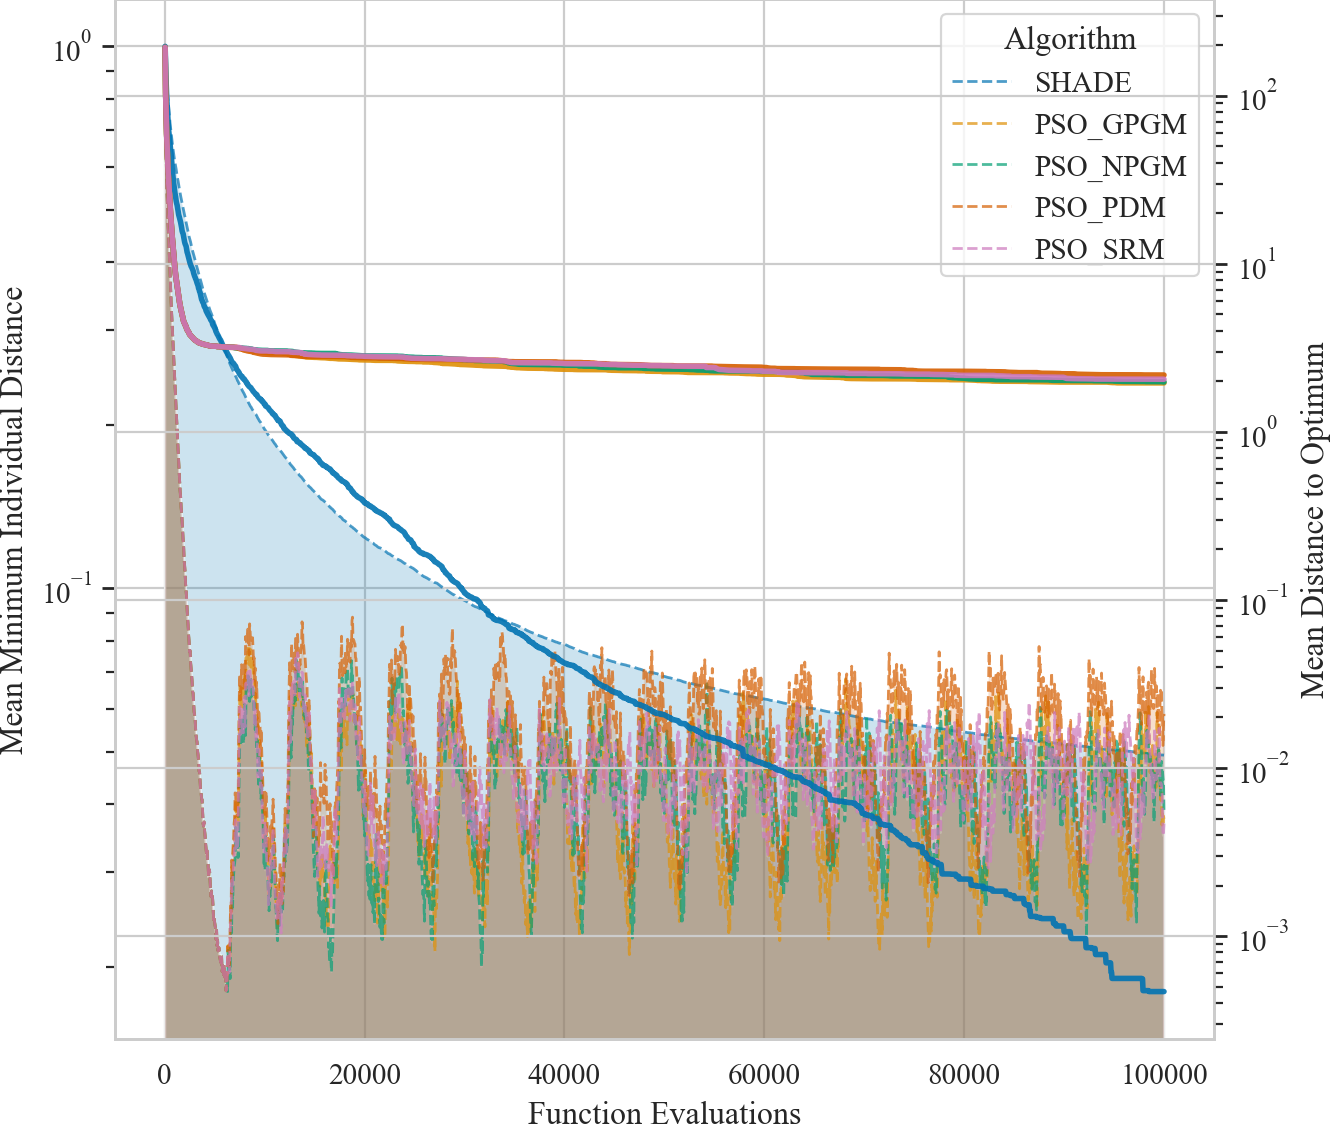 Algorithm
SHADE
PSO_GPGM
PSO_NPGM
PSO_PDM
PSO_SRM
10⁰
10⁻¹
Mean Minimum Individual Distance
10²
10¹
10⁰
10⁻¹
10⁻²
10⁻³
Mean Distance to Optimum
0 20000 40000 60000 80000 100000
Function Evaluations